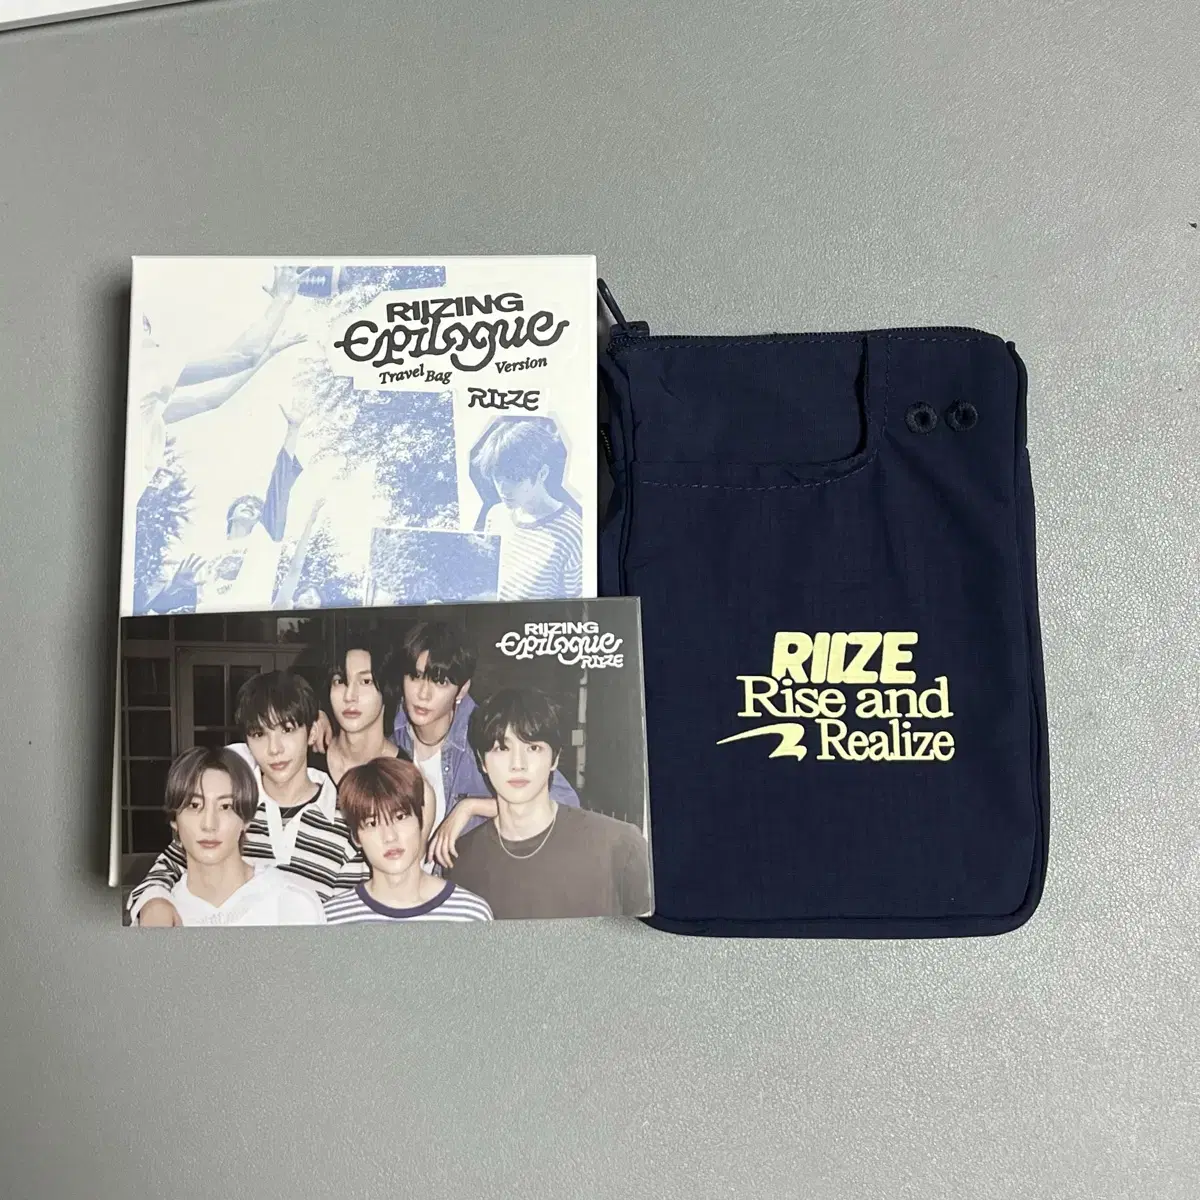 RIIZING
Epilogue
Travel Bag Version
RIIZE
RIIZING
Epilogue
RIIZE
RIIZE
Rise and
Realize